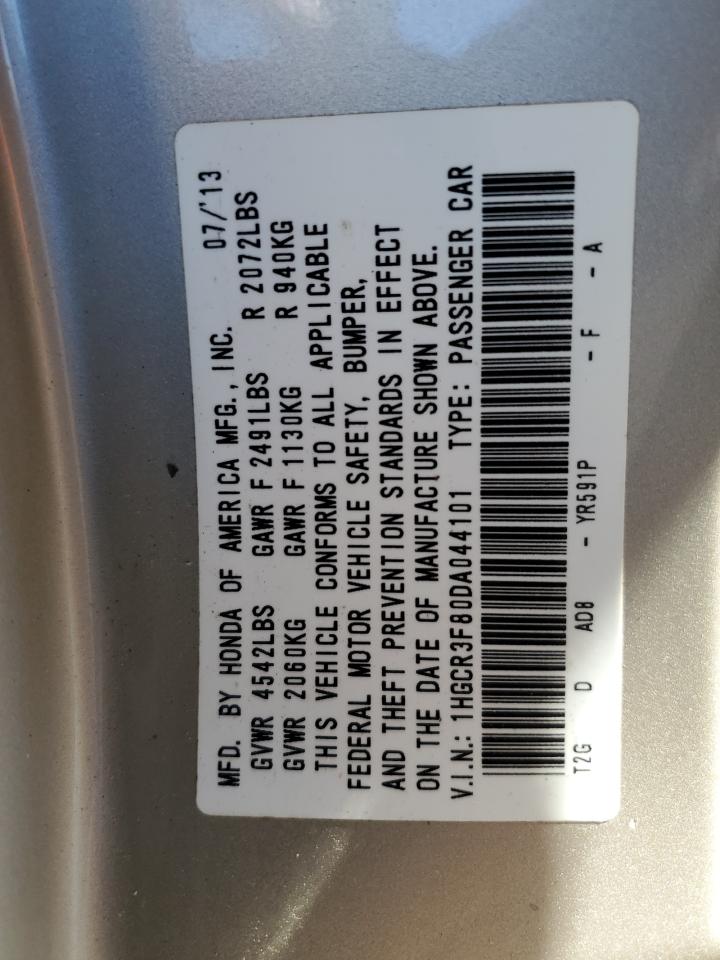 MFD. BY HONDA OF AMERICA MFG., INC. 07/'13
GVWR 4542LBS GAWR F 2491LBS R 2072LBS
GVWR 2060KG GAWR F 1130KG R 940KG
THIS VEHICLE CONFORMS TO ALL APPLICABLE
FEDERAL MOTOR VEHICLE SAFETY, BUMPER,
AND THEFT PREVENTION STANDARDS IN EFFECT
ON THE DATE OF MANUFACTURE SHOWN ABOVE.
V.I.N.: 1HGCR3F80DA044101 TYPE: PASSENGER CAR
T2G D AD8 - YR591P - F - A